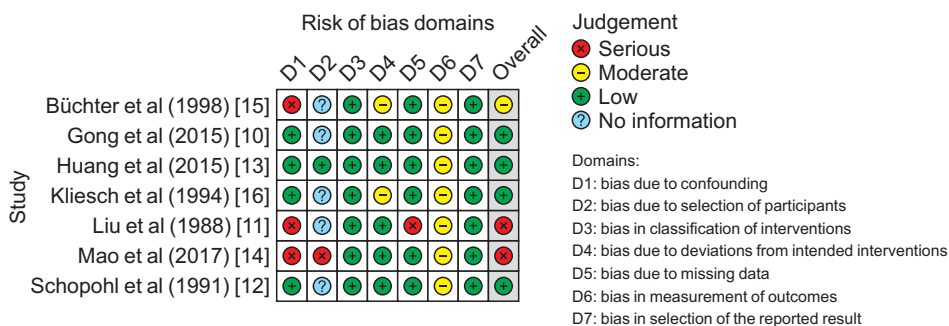 Risk of bias domains
D1 D2 D3 D4 D5 D6 D7 Overall
Study
Büchter et al (1998) [15] × ? + − + − + −
Gong et al (2015) [10] + ? + + + − + +
Huang et al (2015) [13] + + + + + − + +
Kliesch et al (1994) [16] + ? + − + − + +
Liu et al (1988) [11] × ? + + × − + ×
Mao et al (2017) [14] × × + + + − + ×
Schopohl et al (1991) [12] + ? + + + − + +
Judgement
× Serious
− Moderate
+ Low
? No information
Domains:
D1: bias due to confounding
D2: bias due to selection of participants
D3: bias in classification of interventions
D4: bias due to deviations from intended interventions
D5: bias due to missing data
D6: bias in measurement of outcomes
D7: bias in selection of the reported result